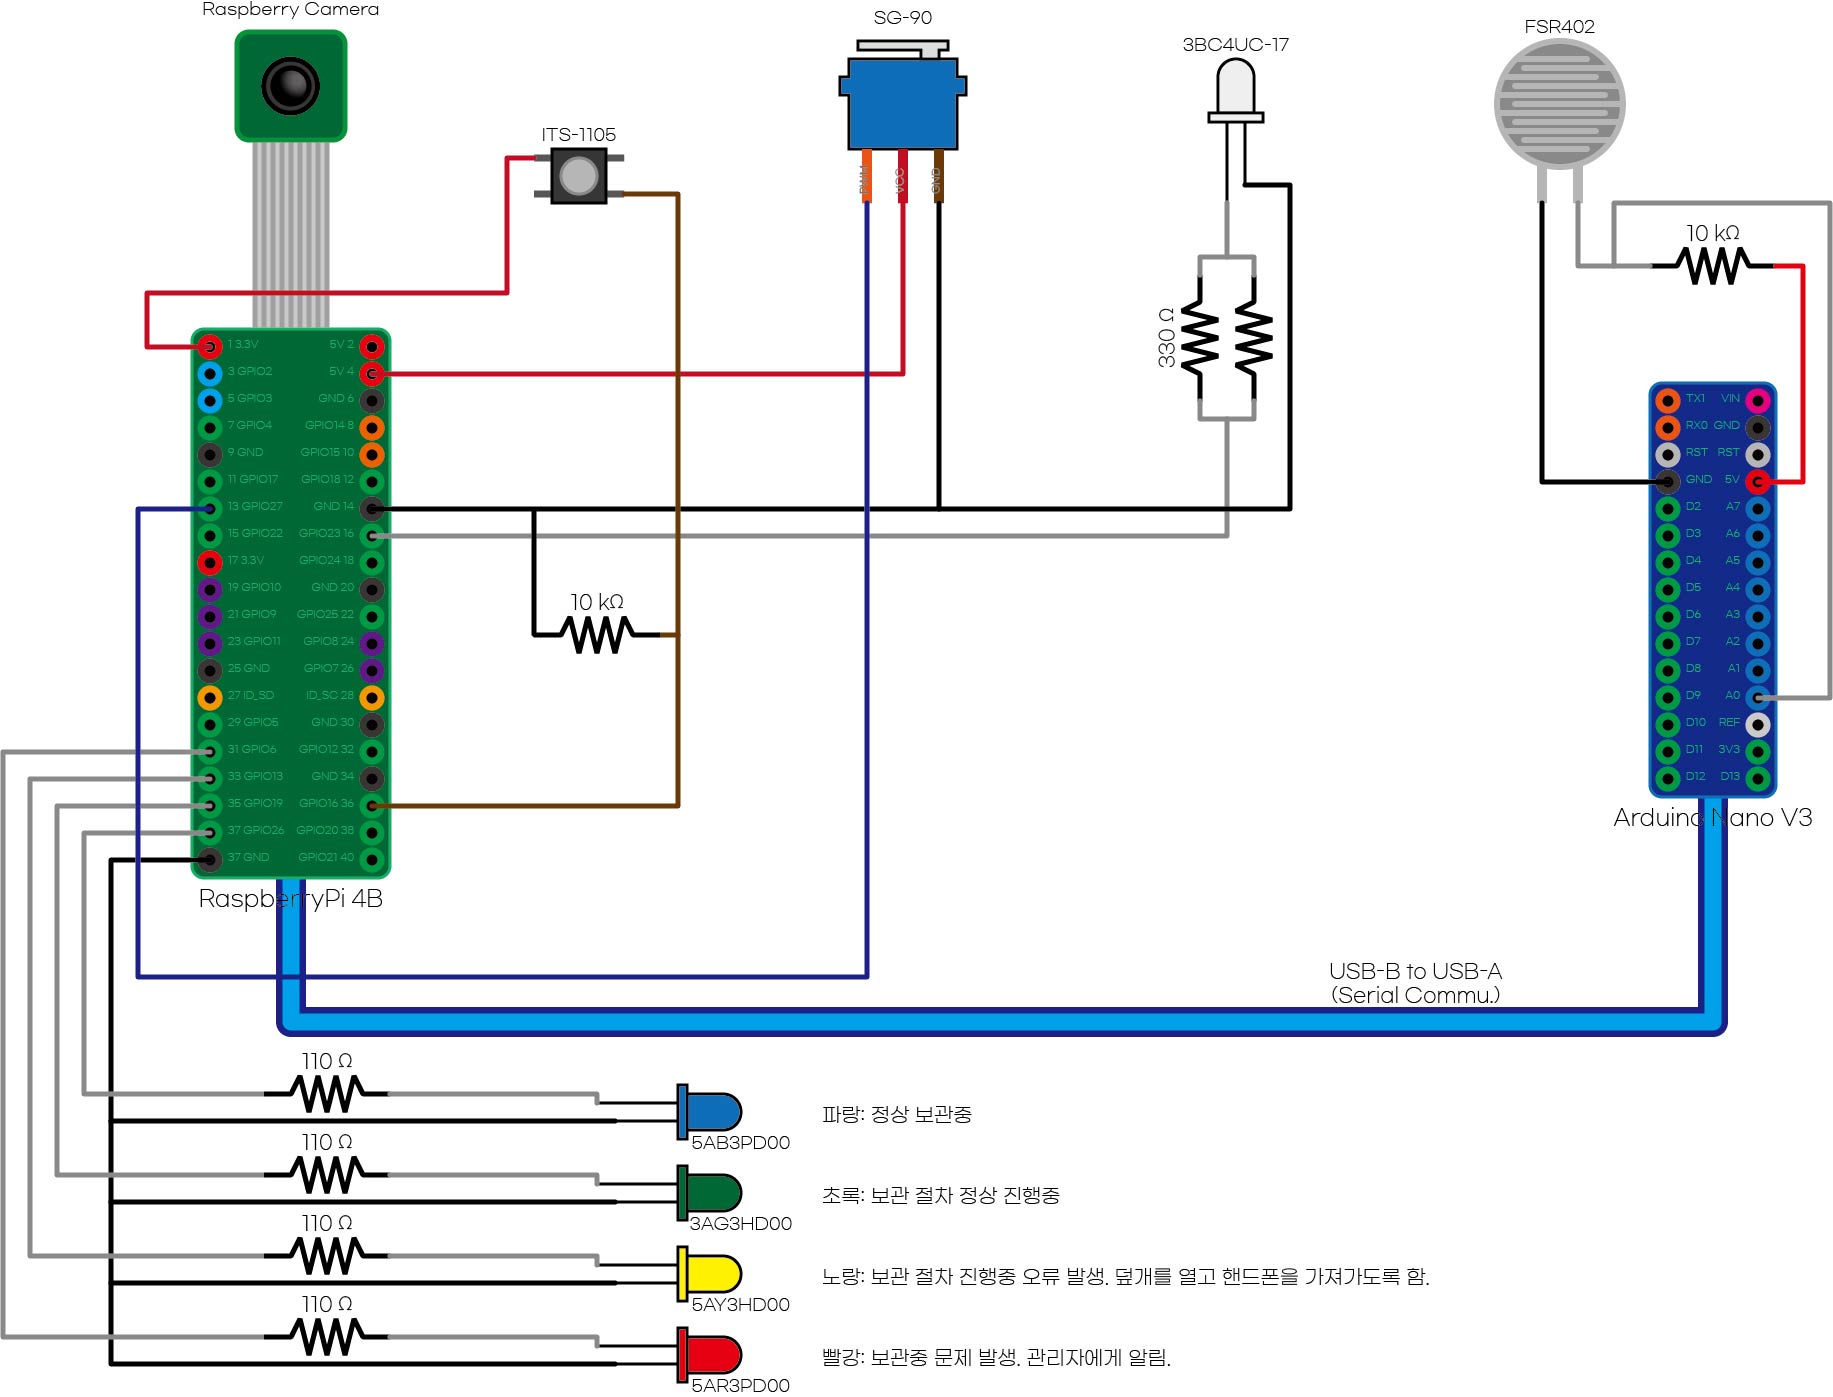 Raspberry Camera
SG-90
3BC4UC-17
FSR402
ITS-1105
PWM
VCC
GND
10 kΩ
330 Ω
1 3.3V
5V 2
3 GPIO2
5V 4
5 GPIO3
GND 6
7 GPIO4
GPIO14 8
9 GND
GPIO15 10
11 GPIO17
GPIO18 12
13 GPIO27
GND 14
15 GPIO22
GPIO23 16
17 3.3V
GPIO24 18
19 GPIO10
GND 20
21 GPIO9
GPIO25 22
23 GPIO11
GPIO8 24
25 GND
GPIO7 26
27 ID_SD
ID_SC 28
29 GPIO5
GND 30
31 GPIO6
GPIO12 32
33 GPIO13
GND 34
35 GPIO19
GPIO16 36
37 GPIO26
GPIO20 38
37 GND
GPIO21 40
RaspberryPi 4B
10 kΩ
TX1
VIN
RX0
GND
RST
RST
GND
5V
D2
A7
D3
A6
D4
A5
D5
A4
D6
A3
D7
A2
D8
A1
D9
A0
D10
REF
D11
3V3
D12
D13
Arduino Nano V3
USB-B to USB-A
(Serial Commu.)
110 Ω
5AB3PD00
파랑: 정상 보관중
110 Ω
3AG3HD00
초록: 보관 절차 정상 진행중
110 Ω
5AY3HD00
노랑: 보관 절차 진행중 오류 발생. 덮개를 열고 핸드폰을 가져가도록 함.
110 Ω
5AR3PD00
빨강: 보관중 문제 발생. 관리자에게 알림.